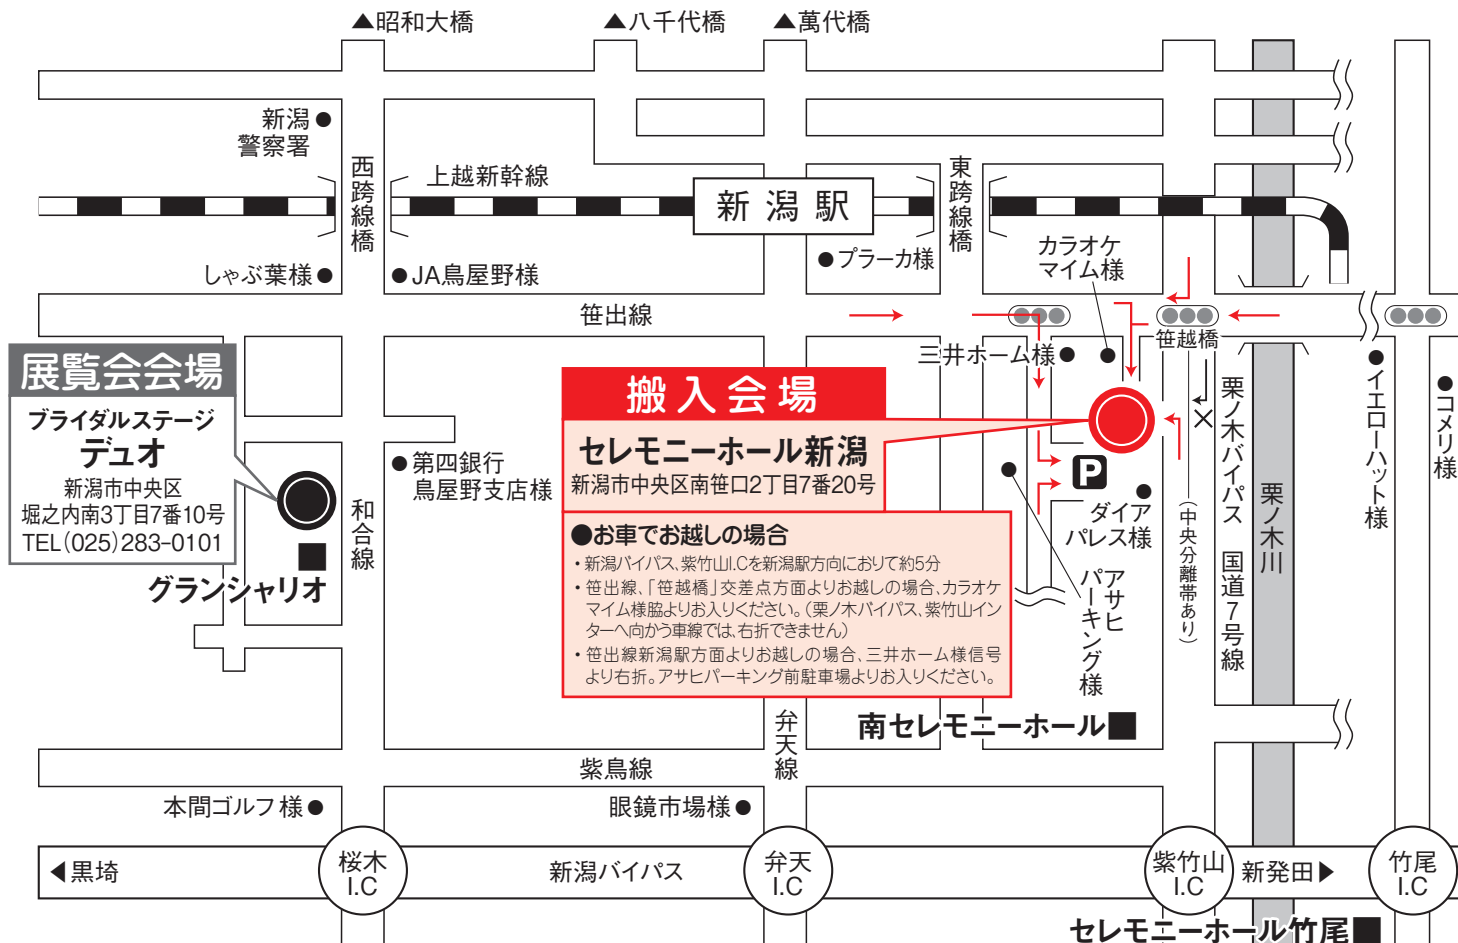 ▲昭和大橋
▲八千代橋
▲萬代橋
新潟
警察署
西跨線橋
上越新幹線
新潟駅
東跨線橋
カラオケ
マイム様
プラーカ様
しゃぶ葉様
JA鳥屋野様
笹出線
笹越橋
三井ホーム様
展覧会会場
ブライダルステージ
デュオ
新潟市中央区
堀之内南3丁目7番10号
TEL(025)283-0101
グランシャリオ
第四銀行
鳥屋野支店様
和合線
搬入会場
セレモニーホール新潟
新潟市中央区南笹口2丁目7番20号
●お車でお越しの場合
・新潟バイパス、紫竹山I.Cを新潟駅方向におりて約5分
・笹出線、「笹越橋」交差点方面よりお越しの場合、カラオケ
マイム様脇よりお入りください。(栗ノ木バイパス、紫竹山イン
ターへ向かう車線では、右折できません)
・笹出線新潟駅方面よりお越しの場合、三井ホーム様信号
より右折。アサヒパーキング前駐車場よりお入りください。
P
ダイア
パレス様
アサヒ
パーキング様
(中央分離帯あり)
栗ノ木バイパス 国道7号線
栗ノ木川
イエローハット様
コメリ様
南セレモニーホール
弁天線
紫鳥線
本間ゴルフ様
眼鏡市場様
◀黒埼
桜木
I.C
新潟バイパス
弁天
I.C
紫竹山
I.C
新発田▶
竹尾
I.C
セレモニーホール竹尾